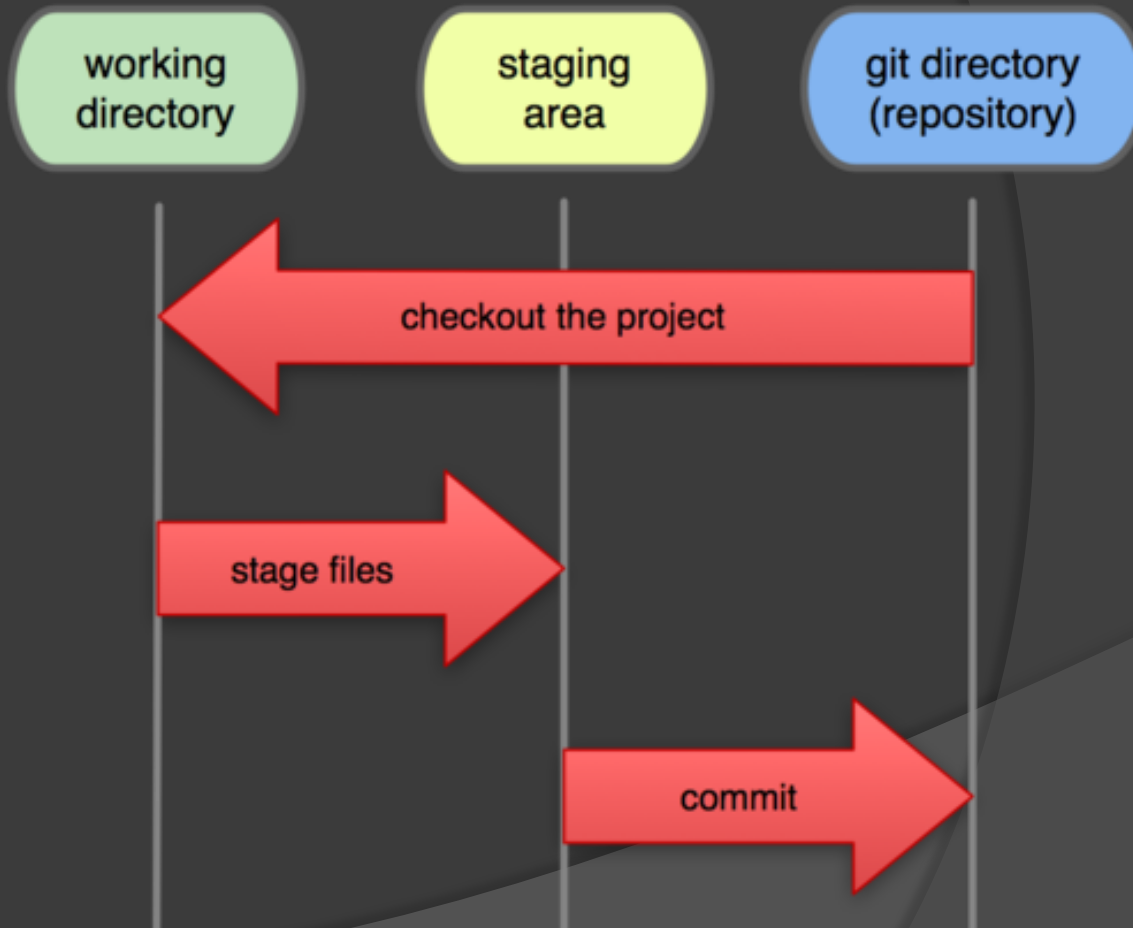 working
directory
staging
area
git directory
(repository)
checkout the project
stage files
commit